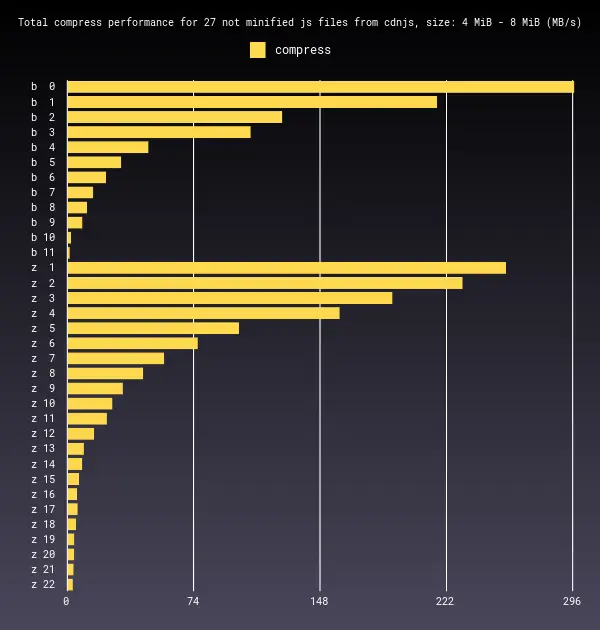 Total compress performance for 27 not minified js files from cdnjs, size: 4 MiB - 8 MiB (MB/s)
compress
b 0
b 1
b 2
b 3
b 4
b 5
b 6
b 7
b 8
b 9
b 10
b 11
z 1
z 2
z 3
z 4
z 5
z 6
z 7
z 8
z 9
z 10
z 11
z 12
z 13
z 14
z 15
z 16
z 17
z 18
z 19
z 20
z 21
z 22
0 74 148 222 296